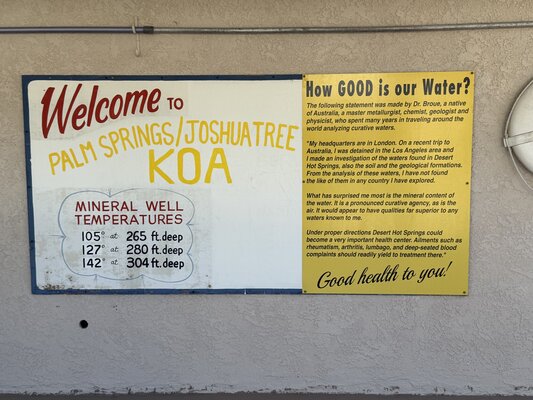 Welcome TO
PALM SPRINGS/JOSHUA TREE
KOA
MINERAL WELL
TEMPERATURES
105° at 265 ft. deep
127° at 280 ft. deep
142° at 304 ft. deep
How GOOD is our Water?
The following statement was made by Dr. Broue, a native
of Australia, a master metallurgist, chemist, geologist and
physicist, who spent many years in traveling around the
world analyzing curative waters.
"My headquarters are in London. On a recent trip to
Australia, I was detained in the Los Angeles area and
I made an investigation of the waters found in Desert
Hot Springs, also the soil and the geological formations.
From the analysis of these waters, I have not found
the like of them in any country I have explored.
What has surprised me most is the mineral content of
the water. It is a pronounced curative agency, as is the
air. It would appear to have qualities far superior to any
waters known to me.
Under proper directions Desert Hot Springs could
become a very important health center. Ailments such as
rheumatism, arthritis, lumbago, and deep-seated blood
complaints should readily yield to treatment there."
Good health to you!